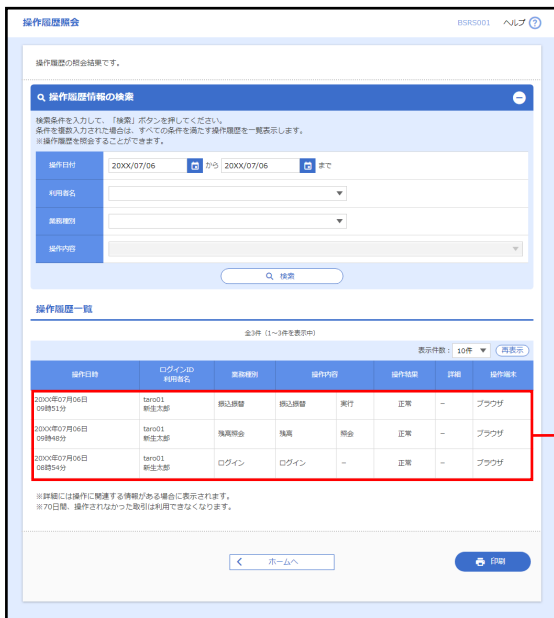 操作履歴照会
BSRS001 ヘルプ ?
操作履歴の照会結果です。
操作履歴情報の検索
検索条件を入力して、「検索」ボタンを押してください。
条件を複数入力された場合は、すべての条件を満たす操作履歴を一覧表示します。
※操作履歴を照会することができます。
操作日付 20XX/07/06 から 20XX/07/06 まで
利用者名
業務種別
操作内容
検索
操作履歴一覧
全3件（1～3件を表示中）
表示件数： 10件 再表示
操作日時 ログインID 業務種別 操作内容 操作結果 詳細 操作端末
利用者名
20XX年07月06日 taro01 振込振替 振込振替 実行 正常 − ブラウザ
09時51分 新生太郎
20XX年07月06日 taro01 残高照会 残高 照会 正常 − ブラウザ
09時48分 新生太郎
20XX年07月06日 taro01 ログイン ログイン − 正常 − ブラウザ
08時54分 新生太郎
※詳細には操作に関連する情報がある場合に表示されます。
※70日間、操作されなかった取引は利用できなくなります。
ホームへ
印刷